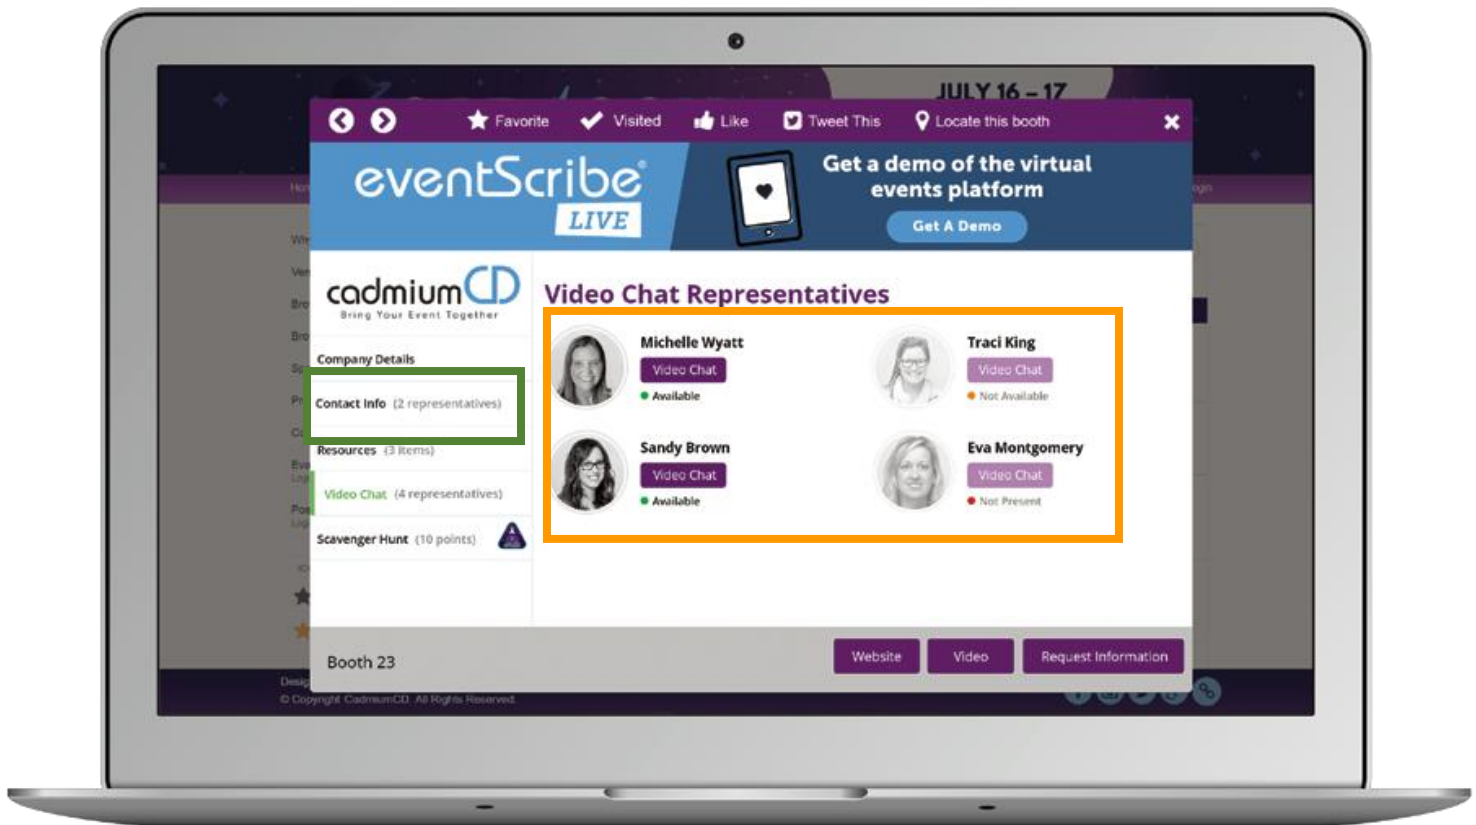 JULY 16 – 17
Favorite
Visited
Like
Tweet This
Locate this booth
eventScribe®
LIVE
Get a demo of the virtual
events platform
Get A Demo
cadmiumCD
Bring Your Event Together
Company Details
Contact Info (2 representatives)
Resources (3 items)
Video Chat (4 representatives)
Scavenger Hunt (10 points)
Video Chat Representatives
Michelle Wyatt
Video Chat
Available
Traci King
Video Chat
Not Available
Sandy Brown
Video Chat
Available
Eva Montgomery
Video Chat
Not Present
Booth 23
Website
Video
Request Information
© Copyright CadmiumCD. All Rights Reserved.